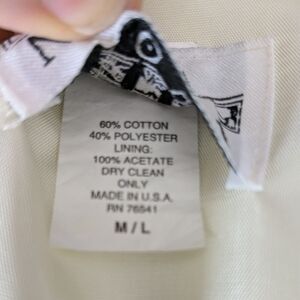 60% COTTON
40% POLYESTER
LINING:
100% ACETATE
DRY CLEAN
ONLY
MADE IN U.S.A.
RN 76541
M / L